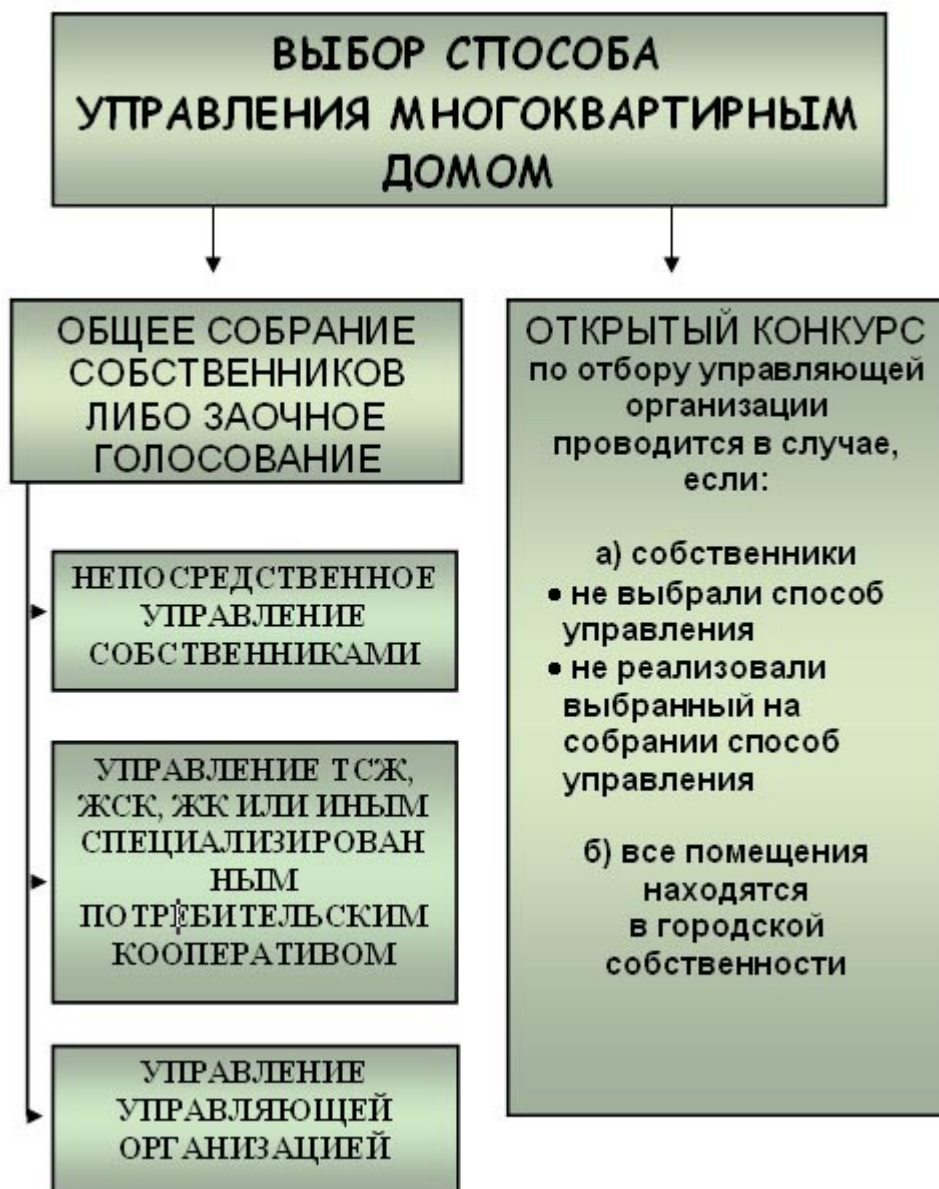 ВЫБОР СПОСОБА
УПРАВЛЕНИЯ МНОГОКВАРТИРНЫМ
ДОМОМ
ОБЩЕЕ СОБРАНИЕ
СОБСТВЕННИКОВ
ЛИБО ЗАОЧНОЕ
ГОЛОСОВАНИЕ
НЕПОСРЕДСТВЕННОЕ
УПРАВЛЕНИЕ
СОБСТВЕННИКАМИ
УПРАВЛЕНИЕ ТСЖ,
ЖСК, ЖК ИЛИ ИНЫМ
СПЕЦИАЛИЗИРОВАН
НЫМ
ПОТРЕБИТЕЛЬСКИМ
КООПЕРАТИВОМ
УПРАВЛЕНИЕ
УПРАВЛЯЮЩЕЙ
ОРГАНИЗАЦИЕЙ
ОТКРЫТЫЙ КОНКУРС
по отбору управляющей
организации
проводится в случае,
если:
а) собственники
• не выбрали способ
управления
• не реализовали
выбранный на
собрании способ
управления
б) все помещения
находятся
в городской
собственности